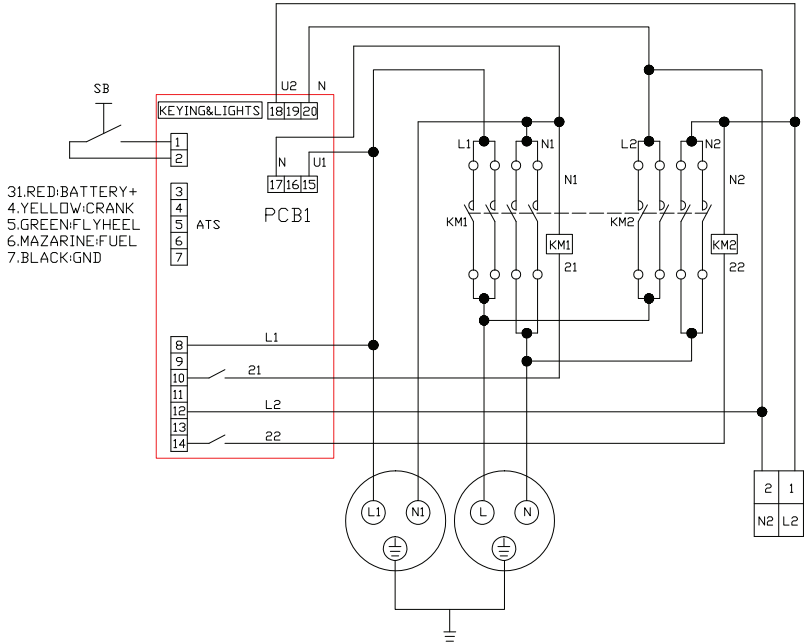 U2 N
SB
KEYING&LIGHTS 18 19 20
1
2
L1 N1 L2 N2
N U1
17 16 15
PCB1
31.RED:BATTERY+
4.YELLOW:CRANK
5.GREEN:FLYHEEL
6.MAZARINE:FUEL
7.BLACK:GND
3
4
5
6
7
ATS
N1 N2
KM1 KM2
KM1 KM2
21 22
8 L1
9
10 21
11
12 L2
13
14 22
2 1
N2 L2
L1 N1 L N